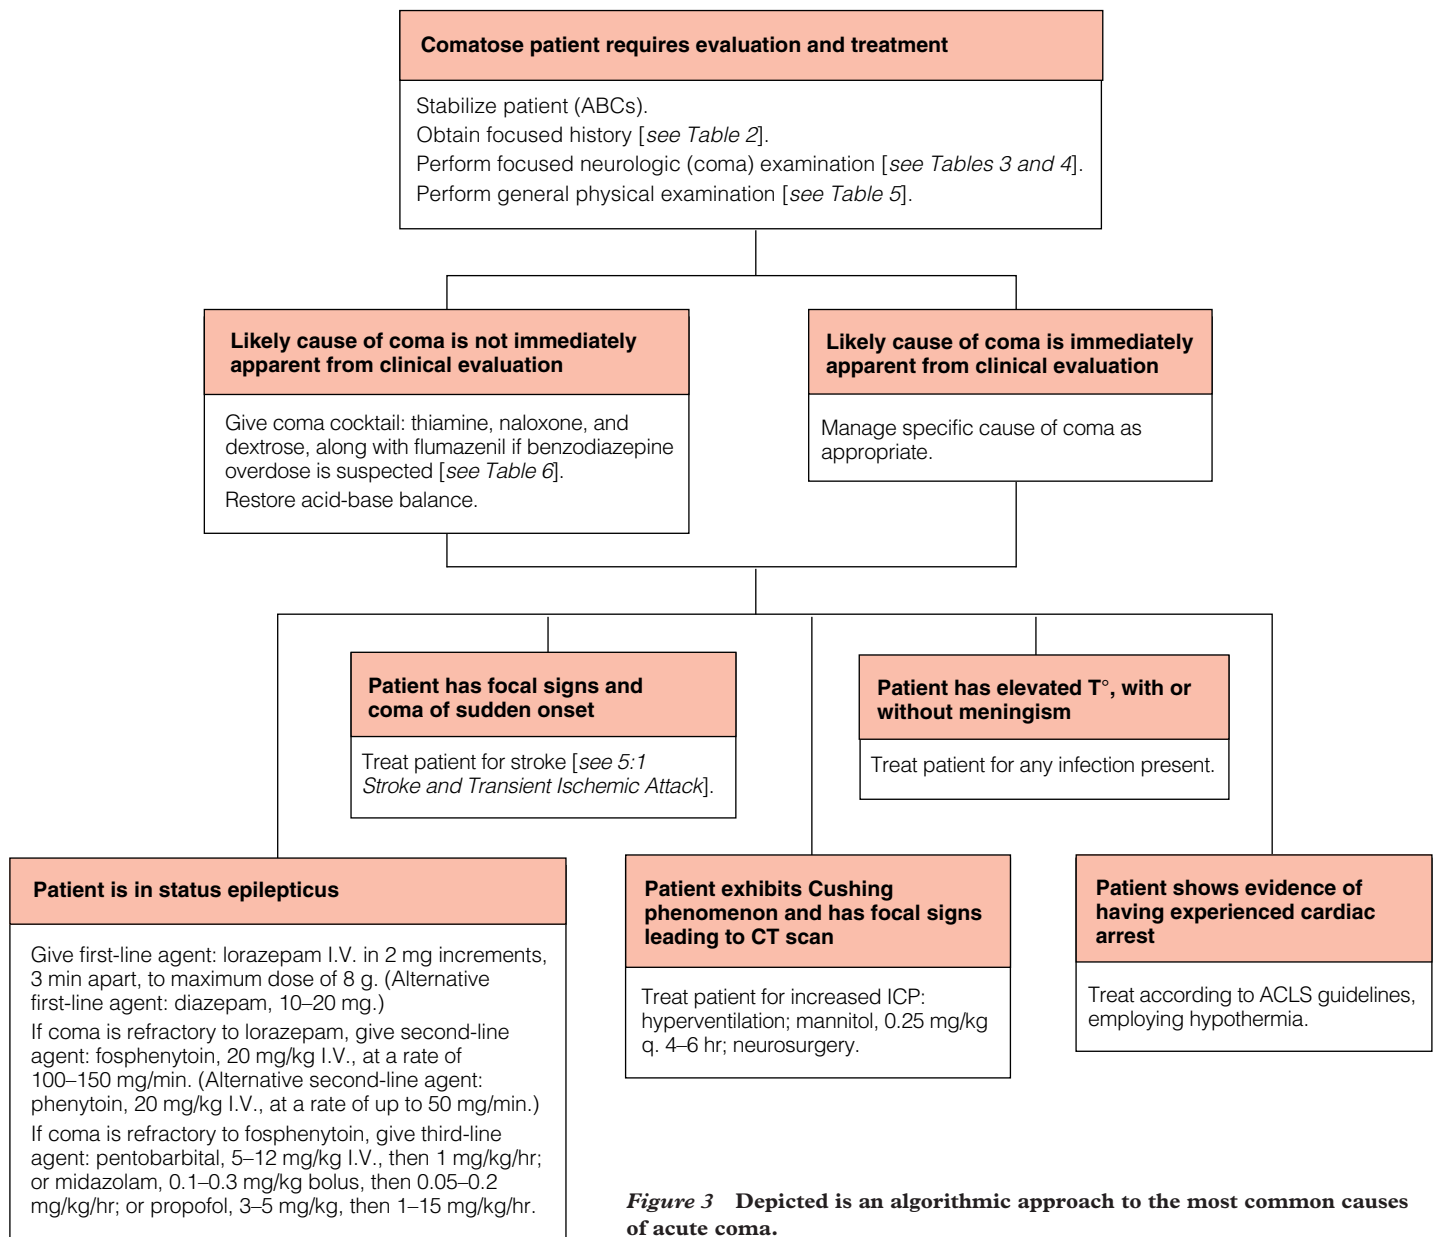 Comatose patient requires evaluation and treatment
Stabilize patient (ABCs).
Obtain focused history [see Table 2].
Perform focused neurologic (coma) examination [see Tables 3 and 4].
Perform general physical examination [see Table 5].
Likely cause of coma is not immediately
apparent from clinical evaluation
Give coma cocktail: thiamine, naloxone, and
dextrose, along with flumazenil if benzodiazepine
overdose is suspected [see Table 6].
Restore acid-base balance.
Likely cause of coma is immediately
apparent from clinical evaluation
Manage specific cause of coma as
appropriate.
Patient has focal signs and
coma of sudden onset
Treat patient for stroke [see 5:1
Stroke and Transient Ischemic Attack].
Patient has elevated T°, with or
without meningism
Treat patient for any infection present.
Patient is in status epilepticus
Give first-line agent: lorazepam I.V. in 2 mg increments,
3 min apart, to maximum dose of 8 g. (Alternative
first-line agent: diazepam, 10–20 mg.)
If coma is refractory to lorazepam, give second-line
agent: fosphenytoin, 20 mg/kg I.V., at a rate of
100–150 mg/min. (Alternative second-line agent:
phenytoin, 20 mg/kg I.V., at a rate of up to 50 mg/min.)
If coma is refractory to fosphenytoin, give third-line
agent: pentobarbital, 5–12 mg/kg I.V., then 1 mg/kg/hr;
or midazolam, 0.1–0.3 mg/kg bolus, then 0.05–0.2
mg/kg/hr; or propofol, 3–5 mg/kg, then 1–15 mg/kg/hr.
Patient exhibits Cushing
phenomenon and has focal signs
leading to CT scan
Treat patient for increased ICP:
hyperventilation; mannitol, 0.25 mg/kg
q. 4–6 hr; neurosurgery.
Patient shows evidence of
having experienced cardiac
arrest
Treat according to ACLS guidelines,
employing hypothermia.
Figure 3 Depicted is an algorithmic approach to the most common causes
of acute coma.